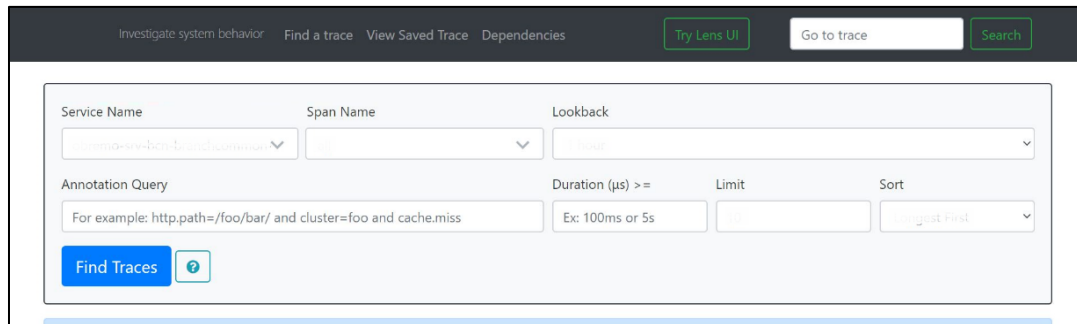 Investigate system behavior Find a trace View Saved Trace Dependencies Try Lens UI Go to trace Search
Service Name Span Name Lookback
hour
Annotation Query Duration (μs) >= Limit Sort
For example: http.path=/foo/bar/ and cluster=foo and cache.miss Ex: 100ms or 5s First
Find Traces